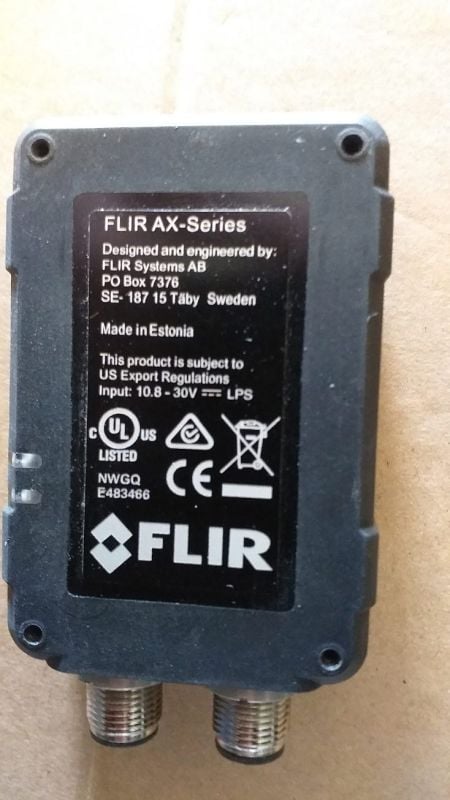 FLIR AX-Series
Designed and engineered by:
FLIR Systems AB
PO Box 7376
SE- 187 15 Täby Sweden
Made in Estonia
This product is subject to
US Export Regulations
Input: 10.8 - 30V LPS
C UL US
LISTED
NWGQ
E483466
CE
FLIR